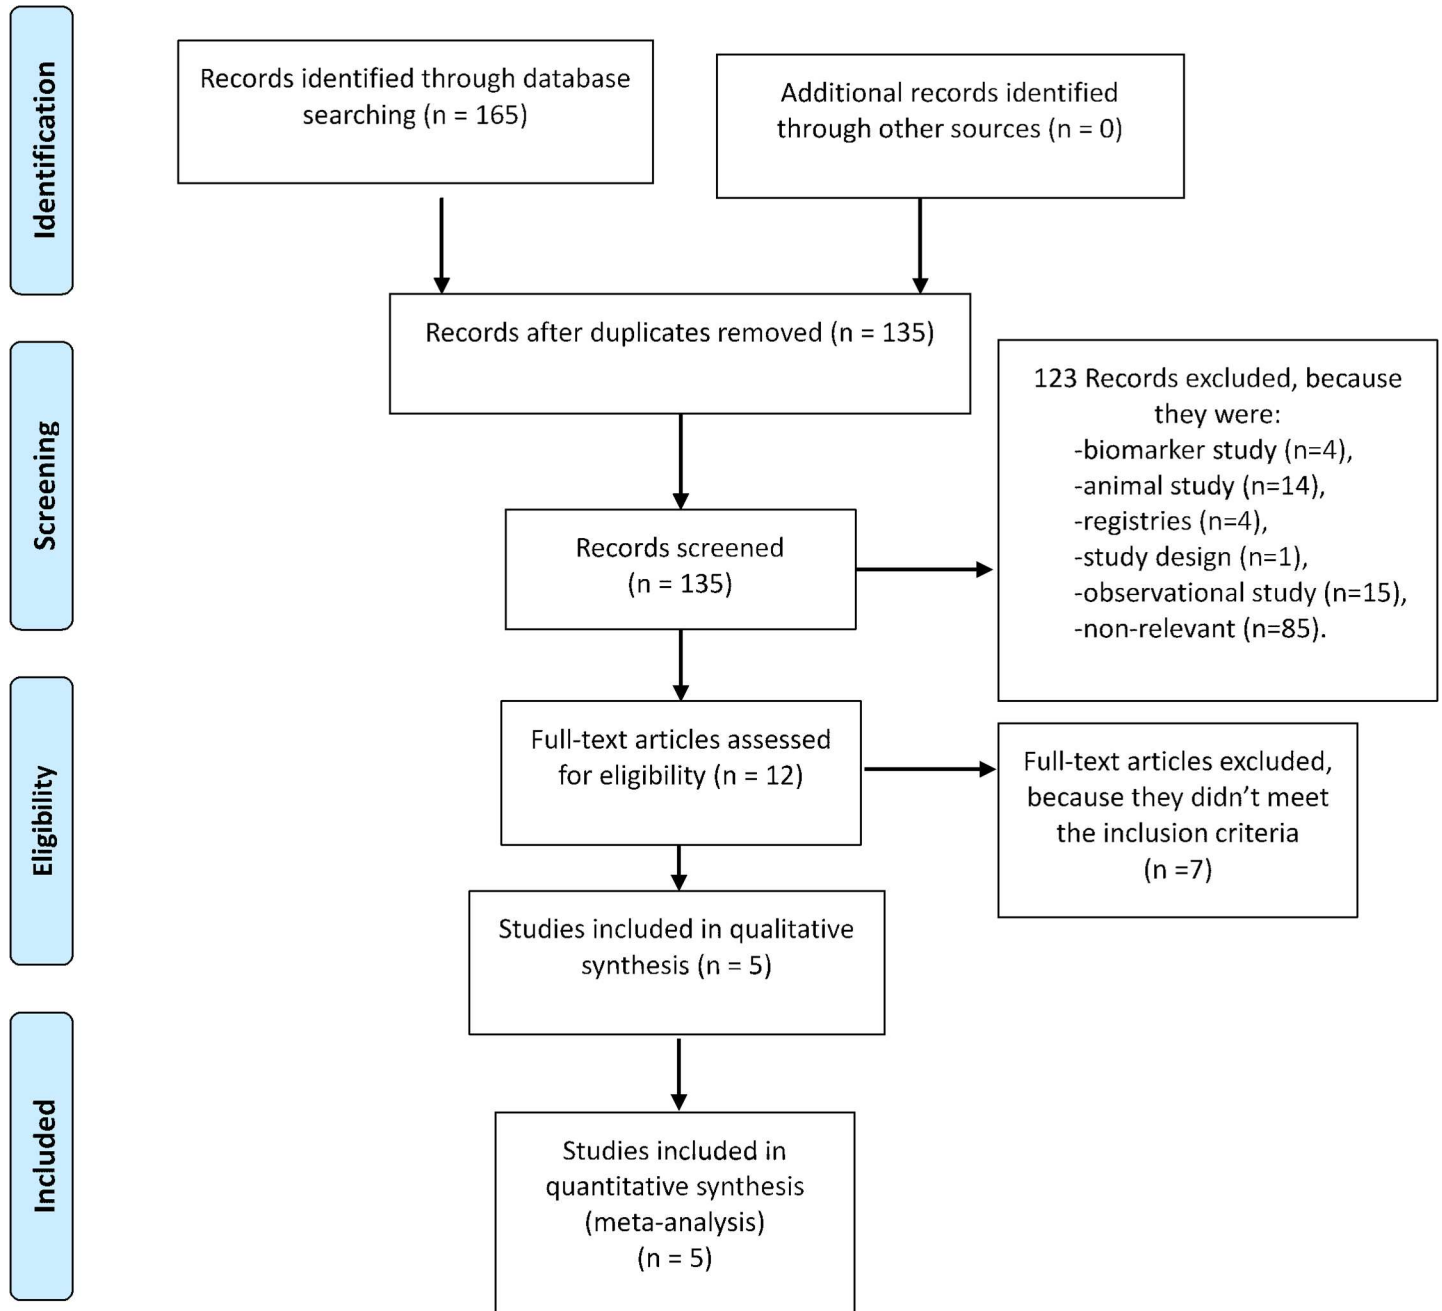 Identification
Records identified through database
searching (n = 165)
Additional records identified
through other sources (n = 0)
Records after duplicates removed (n = 135)
Screening
Records screened
(n = 135)
123 Records excluded, because
they were:
-biomarker study (n=4),
-animal study (n=14),
-registries (n=4),
-study design (n=1),
-observational study (n=15),
-non-relevant (n=85).
Eligibility
Full-text articles assessed
for eligibility (n = 12)
Full-text articles excluded,
because they didn’t meet
the inclusion criteria
(n =7)
Studies included in qualitative
synthesis (n = 5)
Included
Studies included in
quantitative synthesis
(meta-analysis)
(n = 5)